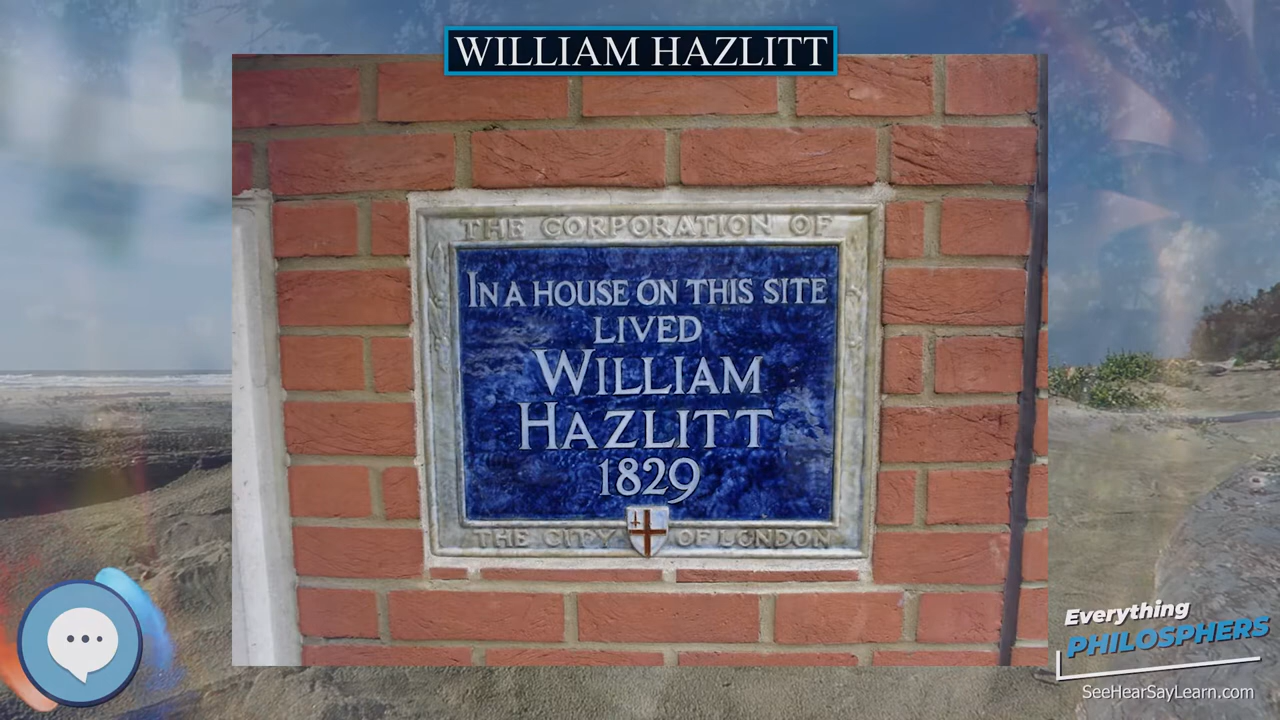 WILLIAM HAZLITT
THE CORPORATION OF
IN A HOUSE ON THIS SITE
LIVED
WILLIAM
HAZLITT
1829
THE CITY OF LONDON
Everything
PHILOSPHERS
SeeHearSayLearn.com